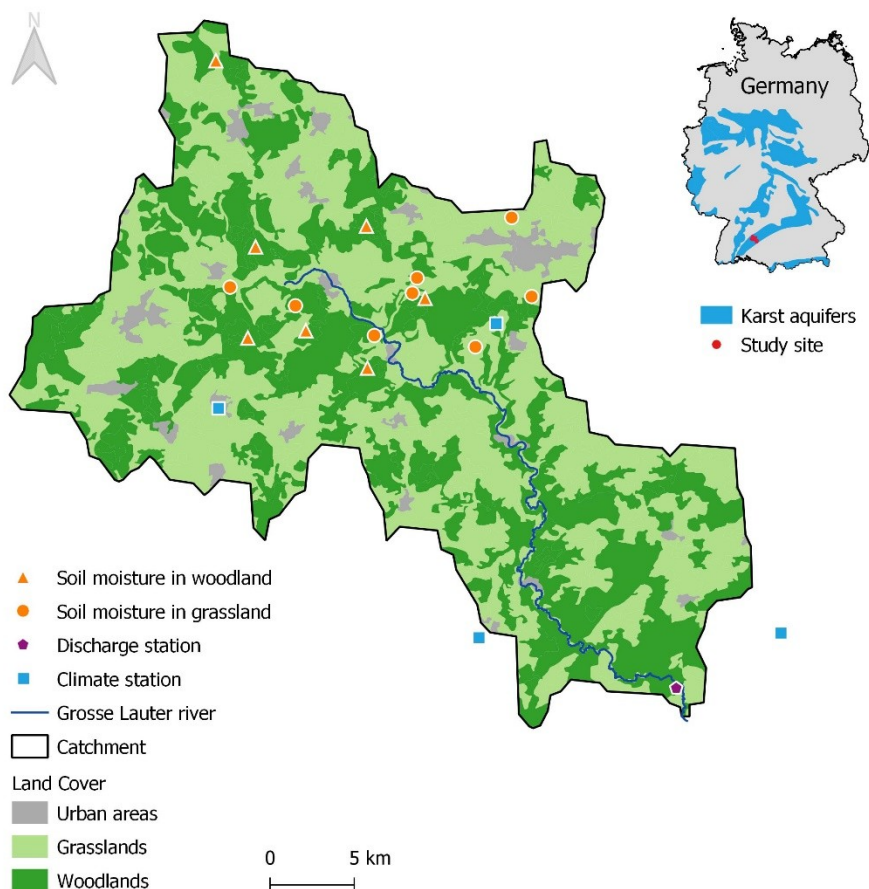 N
Germany
Karst aquifers
Study site
Soil moisture in woodland
Soil moisture in grassland
Discharge station
Climate station
Grosse Lauter river
Catchment
Land Cover
Urban areas
Grasslands
Woodlands
0 5 km